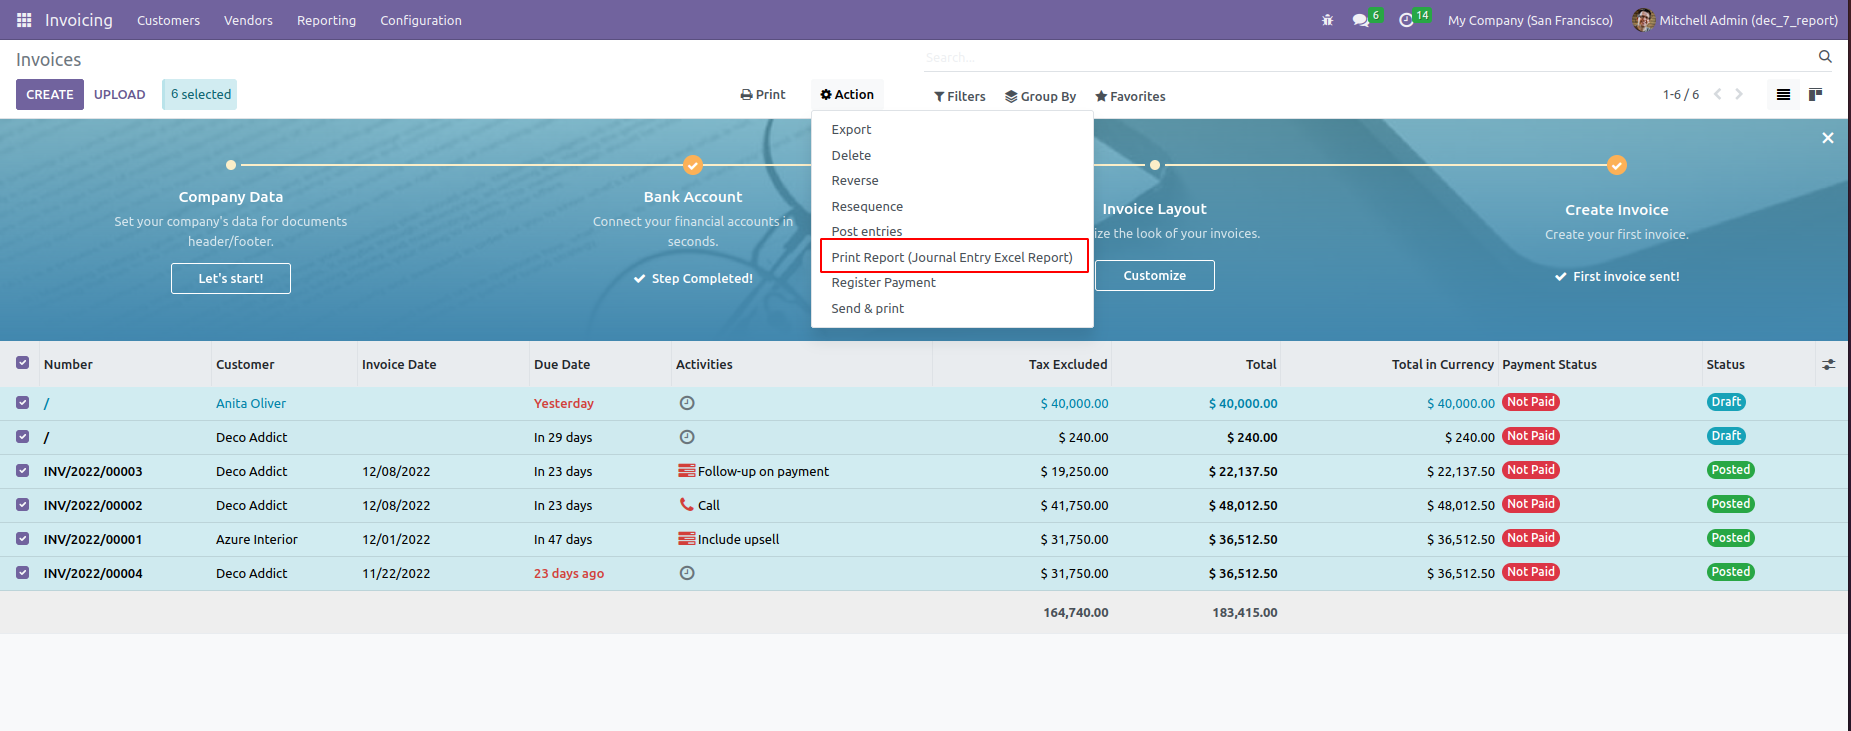 Invoicing Customers Vendors Reporting Configuration 6 14 My Company (San Francisco) Mitchell Admin (dec_7_report)
Invoices Search...
CREATE UPLOAD 6 selected Print Action Filters Group By Favorites 1-6 / 6
Export
Delete
Reverse
Resequence
Post entries
Print Report (Journal Entry Excel Report)
Register Payment
Send & print
Company Data
Set your company's data for documents
header/footer.
Let's start!
Bank Account
Connect your financial accounts in
seconds.
Step Completed!
Invoice Layout
ize the look of your invoices.
Customize
Create Invoice
Create your first invoice.
First invoice sent!
Number Customer Invoice Date Due Date Activities Tax Excluded Total Total in Currency Payment Status Status
/ Anita Oliver Yesterday $ 40,000.00 $ 40,000.00 $ 40,000.00 Not Paid Draft
/ Deco Addict In 29 days $ 240.00 $ 240.00 $ 240.00 Not Paid Draft
INV/2022/00003 Deco Addict 12/08/2022 In 23 days Follow-up on payment $ 19,250.00 $ 22,137.50 $ 22,137.50 Not Paid Posted
INV/2022/00002 Deco Addict 12/08/2022 In 23 days Call $ 41,750.00 $ 48,012.50 $ 48,012.50 Not Paid Posted
INV/2022/00001 Azure Interior 12/01/2022 In 47 days Include upsell $ 31,750.00 $ 36,512.50 $ 36,512.50 Not Paid Posted
INV/2022/00004 Deco Addict 11/22/2022 23 days ago $ 31,750.00 $ 36,512.50 $ 36,512.50 Not Paid Posted
164,740.00 183,415.00